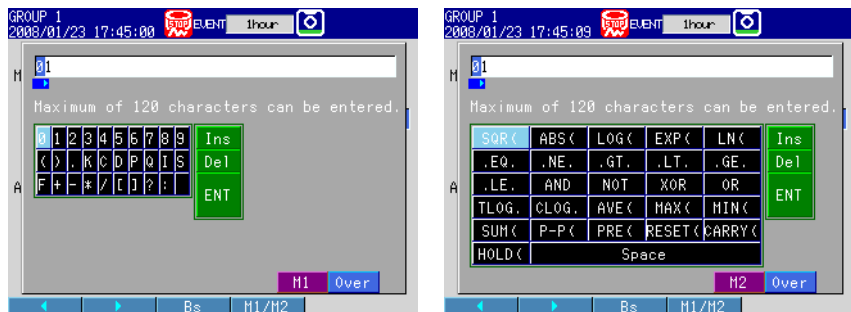 GROUP 1
2008/01/23 17:45:00 STOP EVENT 1hour
M
01
Maximum of 120 characters can be entered.
0 1 2 3 4 5 6 7 8 9 Ins
( ) . K C D P Q I S Del
A
F + - * / [ ] ? : ENT
M1 Over
Bs M1/M2
GROUP 1
2008/01/23 17:45:09 STOP EVENT 1hour
M
01
Maximum of 120 characters can be entered.
SQR( ABS( LOG( EXP( LN( Ins
.EQ. .NE. .GT. .LT. .GE. Del
A
.LE. AND NOT XOR OR ENT
TLOG. CLOG. AVE( MAX( MIN(
SUM( P-P( PRE( RESET( CARRY(
HOLD( Space
M2 Over
Bs M1/M2